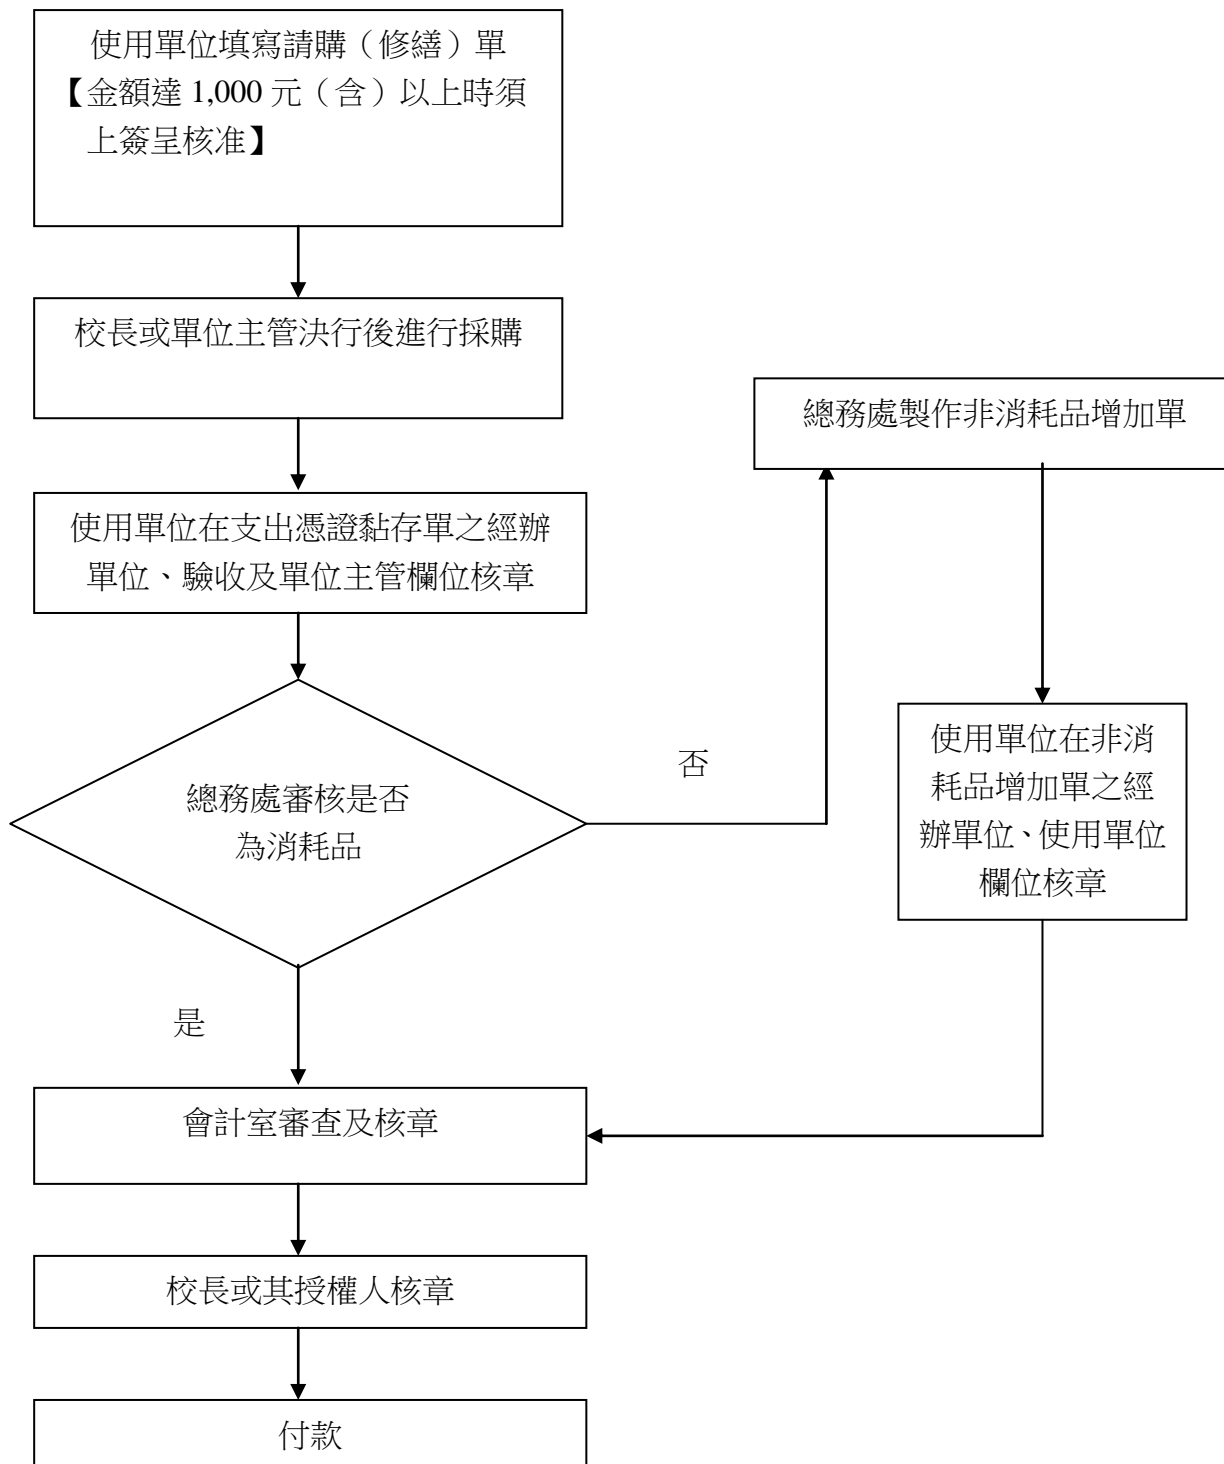 使用單位填寫請購（修繕）單
【金額達 1,000 元（含）以上時須
上簽呈核准】
校長或單位主管決行後進行採購
總務處製作非消耗品增加單
使用單位在支出憑證黏存單之經辦
單位、驗收及單位主管欄位核章
總務處審核是否
為消耗品
否
使用單位在非消
耗品增加單之經
辦單位、使用單位
欄位核章
是
會計室審查及核章
校長或其授權人核章
付款